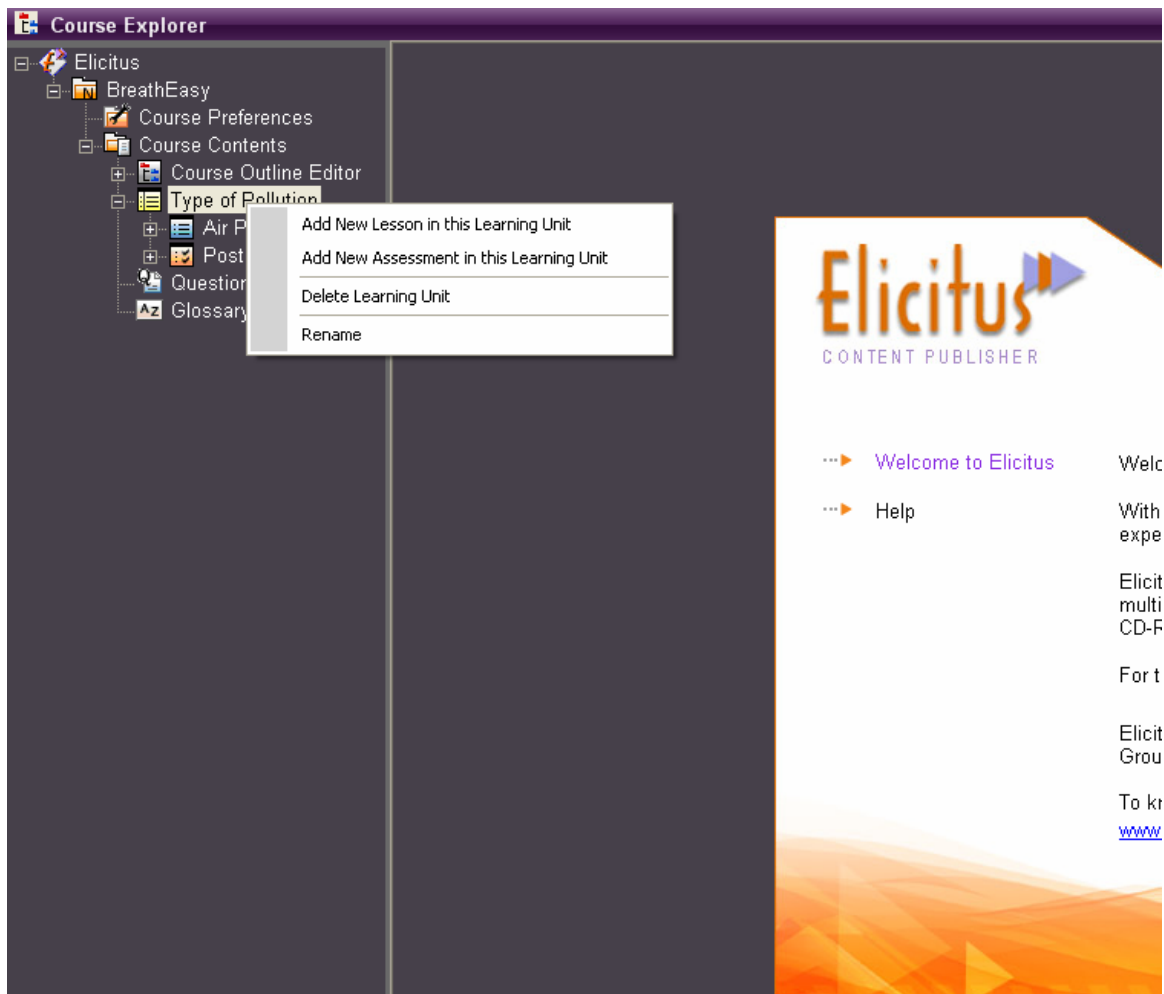 Course Explorer
Elicitus
BreathEasy
Course Preferences
Course Contents
Course Outline Editor
Type of Pollution
Air P
Post
Question
Glossary
Add New Lesson in this Learning Unit
Add New Assessment in this Learning Unit
Delete Learning Unit
Rename
Elicitus
CONTENT PUBLISHER
Welcome to Elicitus
Help
Welc
With
expe
Elicit
multi
CD-R
For t
Elicit
Grou
To kn
www